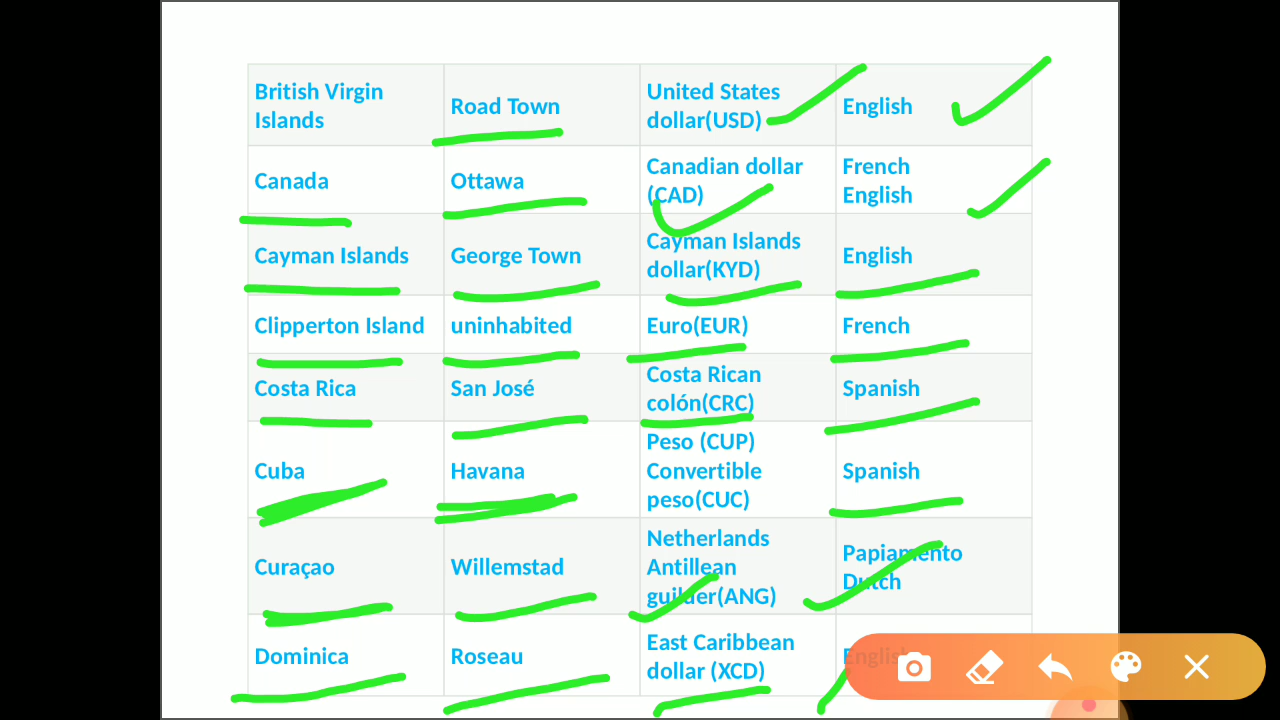 British Virgin
Islands
Road Town
United States
dollar(USD)
English
Canada
Ottawa
Canadian dollar
(CAD)
French
English
Cayman Islands
George Town
Cayman Islands
dollar(KYD)
English
Clipperton Island
uninhabited
Euro(EUR)
French
Costa Rica
San José
Costa Rican
colón(CRC)
Spanish
Cuba
Havana
Peso (CUP)
Convertible
peso(CUC)
Spanish
Curaçao
Willemstad
Netherlands
Antillean
guilder(ANG)
Papiamento
Dutch
Dominica
Roseau
East Caribbean
dollar (XCD)
English